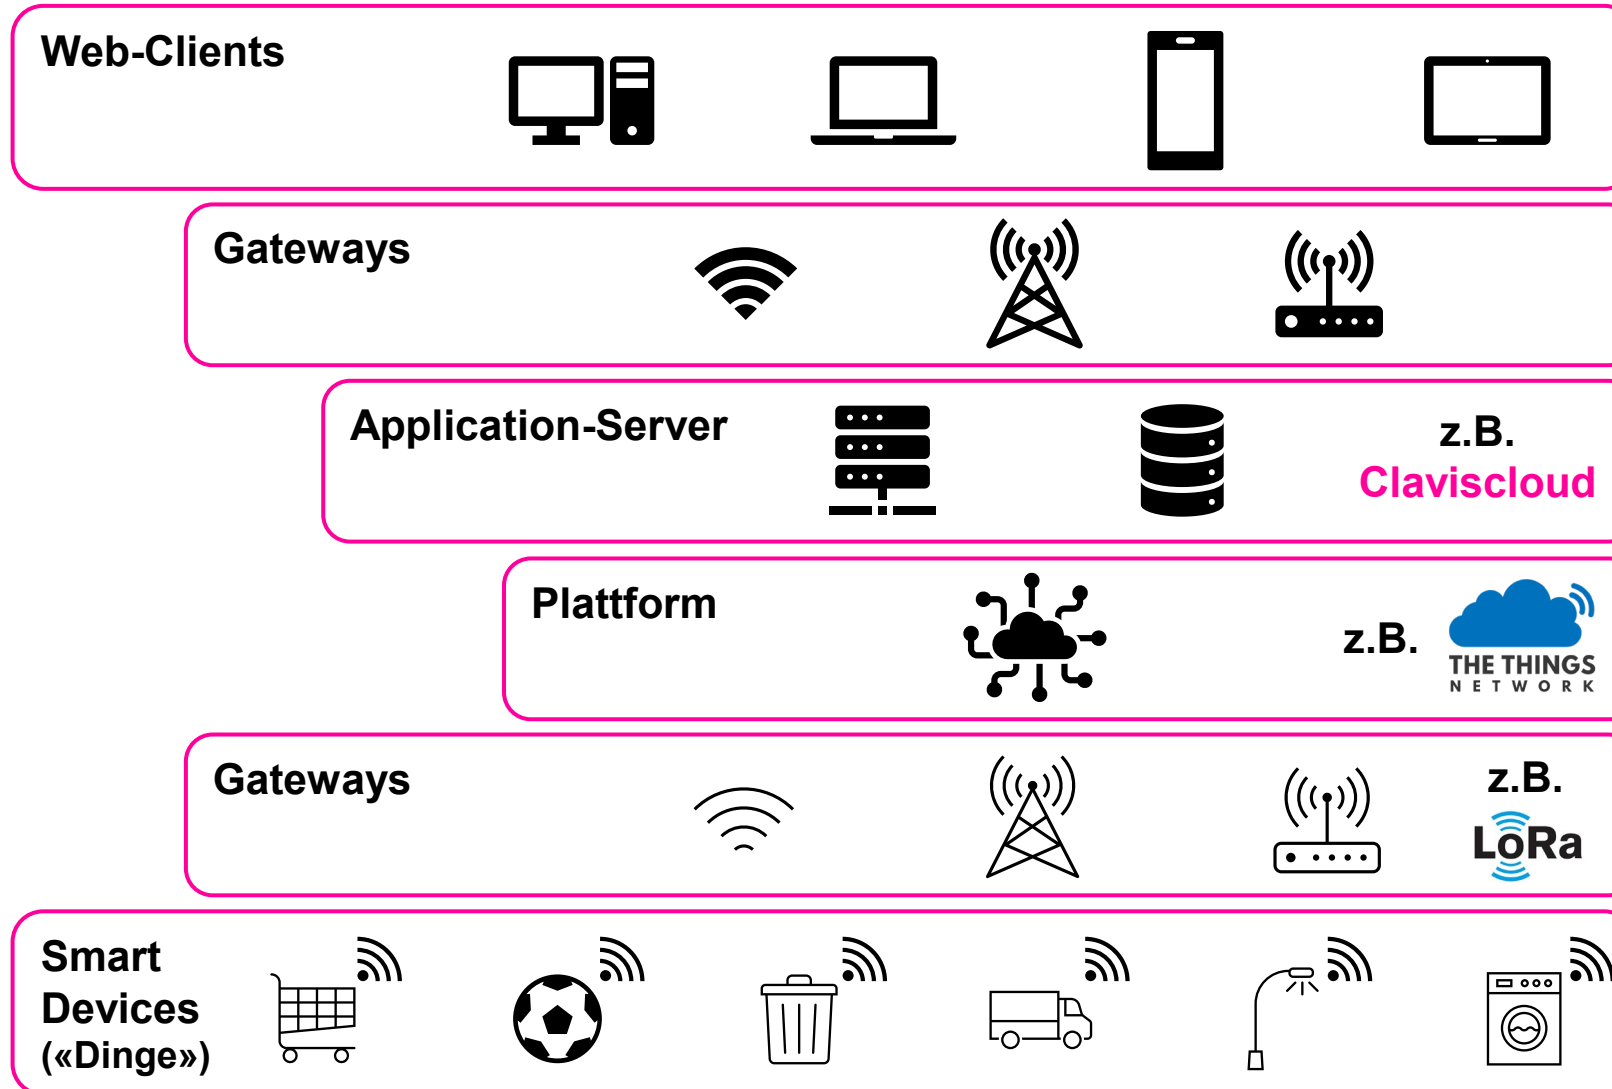 Web-Clients
Gateways
Application-Server
z.B.
Claviscloud
Plattform
z.B.
THE THINGS
NETWORK
Gateways
z.B.
LoRa
Smart
Devices
(«Dinge»)